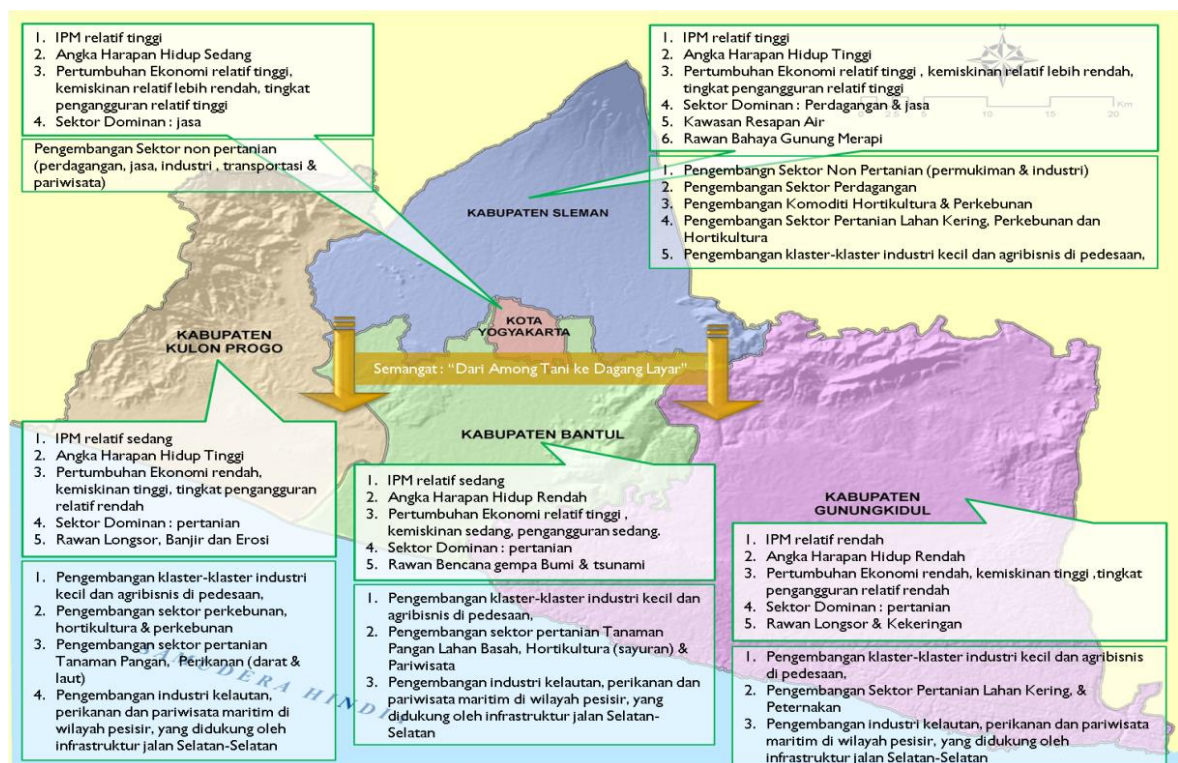 1. IPM relatif tinggi
2. Angka Harapan Hidup Sedang
3. Pertumbuhan Ekonomi relatif tinggi,
kemiskinan relatif lebih rendah, tingkat
pengangguran relatif tinggi
4. Sektor Dominan : jasa
Pengembangan Sektor non pertanian
(perdagangan, jasa, industri , transportasi &
pariwisata)
1. IPM relatif tinggi
2. Angka Harapan Hidup Tinggi
3. Pertumbuhan Ekonomi relatif tinggi , kemiskinan relatif lebih rendah,
tingkat pengangguran relatif tinggi
4. Sektor Dominan : Perdagangan & jasa
5. Kawasan Resapan Air
6. Rawan Bahaya Gunung Merapi
0 2.5 5 10 15 20 Km
1. Pengembangn Sektor Non Pertanian (permukiman & industri)
2. Pengembangan Sektor Perdagangan
3. Pengembangan Komoditi Hortikultura & Perkebunan
4. Pengembangan Sektor Pertanian Lahan Kering, Perkebunan dan
Hortikultura
5. Pengembangan klaster-klaster industri kecil dan agribisnis di pedesaan,
KABUPATEN SLEMAN
KOTA
YOGYAKARTA
KABUPATEN
KULON PROGO
Semangat : "Dari Among Tani ke Dagang Layar"
KABUPATEN BANTUL
KABUPATEN
GUNUNGKIDUL
1. IPM relatif sedang
2. Angka Harapan Hidup Tinggi
3. Pertumbuhan Ekonomi rendah,
kemiskinan tinggi, tingkat pengangguran
relatif rendah
4. Sektor Dominan : pertanian
5. Rawan Longsor, Banjir dan Erosi
1. Pengembangan klaster-klaster industri
kecil dan agribisnis di pedesaan,
2. Pengembangan sektor perkebunan,
hortikultura & perkebunan
3. Pengembangan sektor pertanian
Tanaman Pangan, Perikanan (darat &
laut)
4. Pengembangan industri kelautan,
perikanan dan pariwisata maritim di
wilayah pesisir, yang didukung oleh
infrastruktur jalan Selatan-Selatan
1. IPM relatif sedang
2. Angka Harapan Hidup Rendah
3. Pertumbuhan Ekonomi relatif tinggi ,
kemiskinan sedang, pengangguran sedang.
4. Sektor Dominan : pertanian
5. Rawan Bencana gempa Bumi & tsunami
1. Pengembangan klaster-klaster industri kecil dan
agribisnis di pedesaan,
2. Pengembangan sektor pertanian Tanaman
Pangan Lahan Basah, Hortikultura (sayuran) &
Pariwisata
3. Pengembangan industri kelautan, perikanan dan
pariwisata maritim di wilayah pesisir, yang
didukung oleh infrastruktur jalan Selatan-
Selatan
1. IPM relatif rendah
2. Angka Harapan Hidup Rendah
3. Pertumbuhan Ekonomi rendah, kemiskinan tinggi ,tingkat
pengangguran relatif rendah
4. Sektor Dominan : pertanian
5. Rawan Longsor & Kekeringan
1. Pengembangan klaster-klaster industri kecil dan agribisnis
di pedesaan,
2. Pengembangan Sektor Pertanian Lahan Kering, &
Peternakan
3. Pengembangan industri kelautan, perikanan dan pariwisata
maritim di wilayah pesisir, yang didukung oleh
infrastruktur jalan Selatan-Selatan